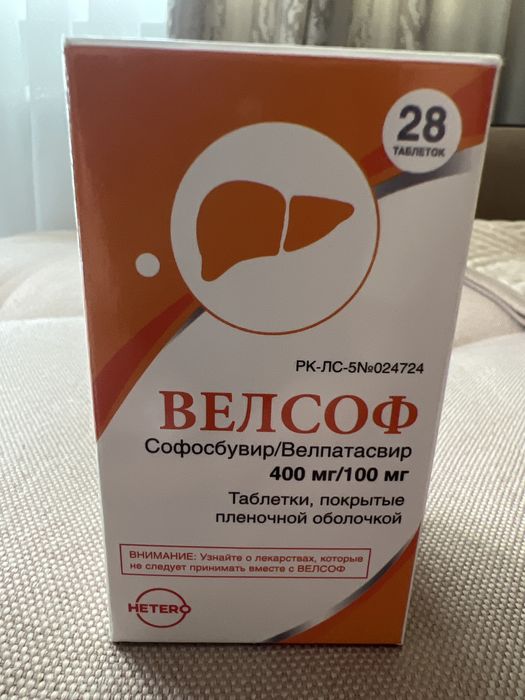 28
ТАБЛЕТОК
РК-ЛС-5№024724
ВЕЛСОФ
Софосбувир/Велпатасвир
400 мг/100 мг
Таблетки, покрытые
пленочной оболочкой
ВНИМАНИЕ: Узнайте о лекарствах, которые
не следует принимать вместе с ВЕЛСОФ
HETERO